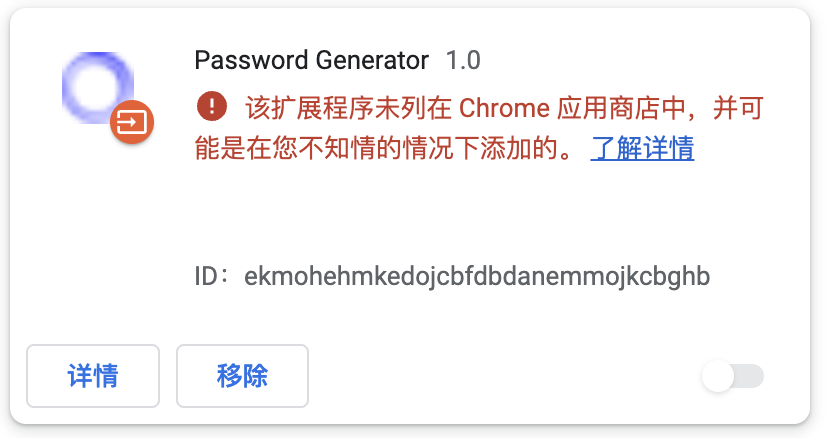 Password Generator 1.0
该扩展程序未列在 Chrome 应用商店中，并可
能是在您不知情的情况下添加的。 了解详情
ID： ekmohehmkedojcbfdbdanemmojkcbghb
详情 移除